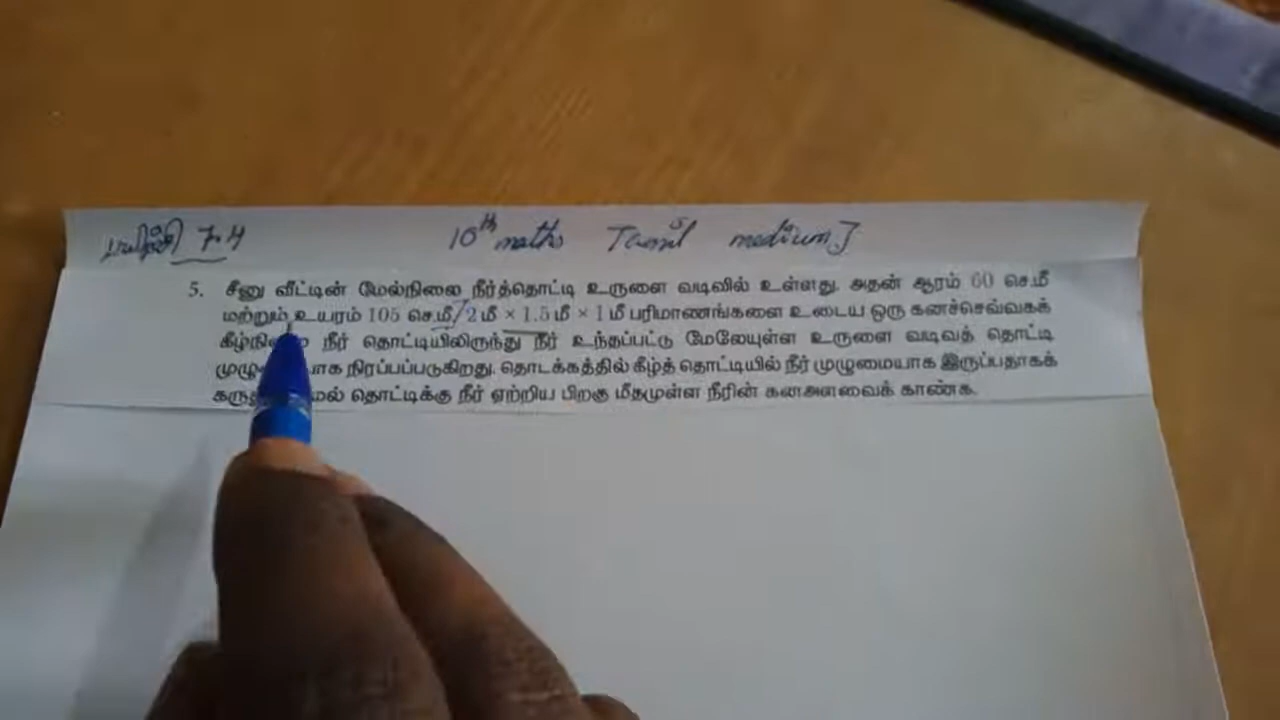 பயிற்சி 7.4 10th maths Tamil medium]
5. சீனு வீட்டின் மேல்நிலை நீர்த்தொட்டி உருளை வடிவில் உள்ளது. அதன் ஆரம் 60 செ.மீ
மற்றும் உயரம் 105 செ.மீ/2 மீ × 1.5 மீ × 1 மீ பரிமாணங்களை உடைய ஒரு கனச்செவ்வகக்
நீர் தொட்டியிலிருந்து நீர் உந்தப்பட்டு மேலேயுள்ள உருளை வடிவத் தொட்டி
நிரப்பப்படுகிறது. தொடக்கத்தில் கீழ்த் தொட்டியில் நீர் முழுமையாக இருப்பதாகக்
தொட்டிக்கு நீர் ஏற்றிய பிறகு மீதமுள்ள நீரின் கனஅளவைக் காண்க.